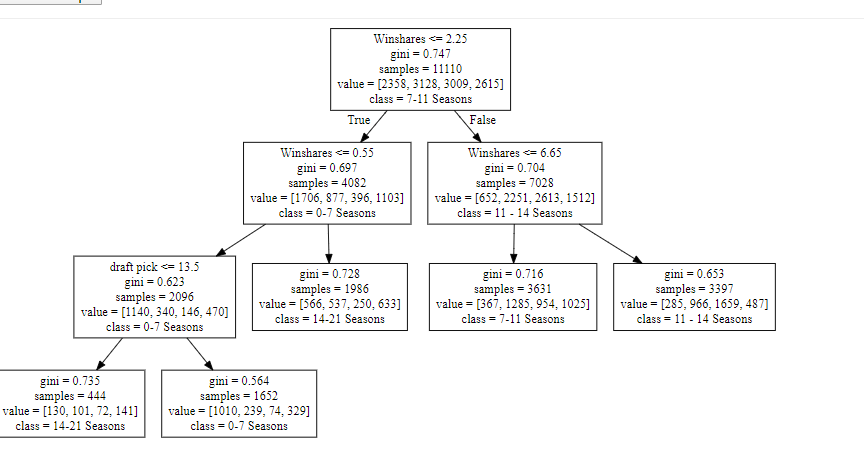 Winshares <= 2.25
gini = 0.747
samples = 11110
value = [2358, 3128, 3009, 2615]
class = 7-11 Seasons
True
False
Winshares <= 0.55
gini = 0.697
samples = 4082
value = [1706, 877, 396, 1103]
class = 0-7 Seasons
Winshares <= 6.65
gini = 0.704
samples = 7028
value = [652, 2251, 2613, 1512]
class = 11 - 14 Seasons
draft pick <= 13.5
gini = 0.623
samples = 2096
value = [1140, 340, 146, 470]
class = 0-7 Seasons
gini = 0.728
samples = 1986
value = [566, 537, 250, 633]
class = 14-21 Seasons
gini = 0.716
samples = 3631
value = [367, 1285, 954, 1025]
class = 7-11 Seasons
gini = 0.653
samples = 3397
value = [285, 966, 1659, 487]
class = 11 - 14 Seasons
gini = 0.735
samples = 444
value = [130, 101, 72, 141]
class = 14-21 Seasons
gini = 0.564
samples = 1652
value = [1010, 239, 74, 329]
class = 0-7 Seasons